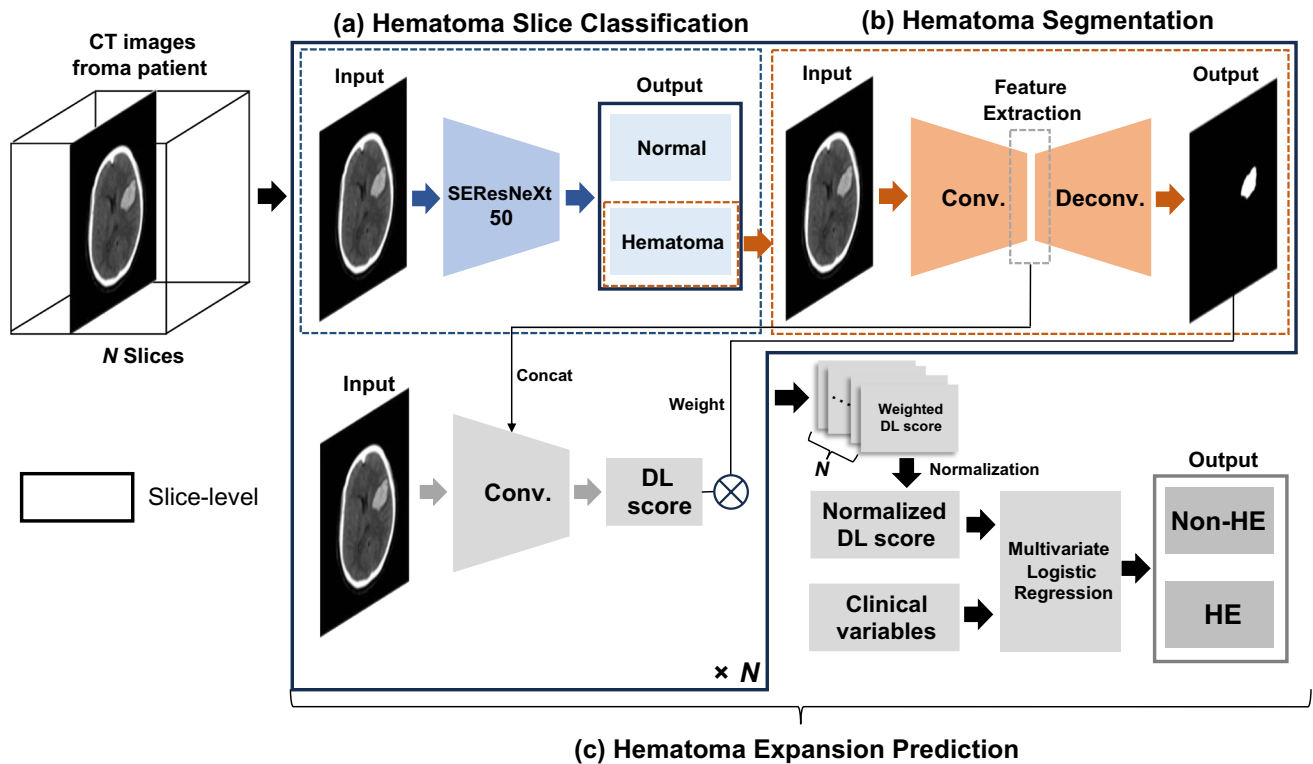 (a) Hematoma Slice Classification
(b) Hematoma Segmentation
CT images
froma patient
N Slices
Input
SEResNeXt
50
Output
Normal
Hematoma
Input
Feature
Extraction
Conv.
Deconv.
Output
Concat
Weight
Input
Conv.
DL
score
× N
Slice-level
...
Weighted
DL score
N
Normalization
Normalized
DL score
Clinical
variables
Multivariate
Logistic
Regression
Output
Non-HE
HE
(c) Hematoma Expansion Prediction